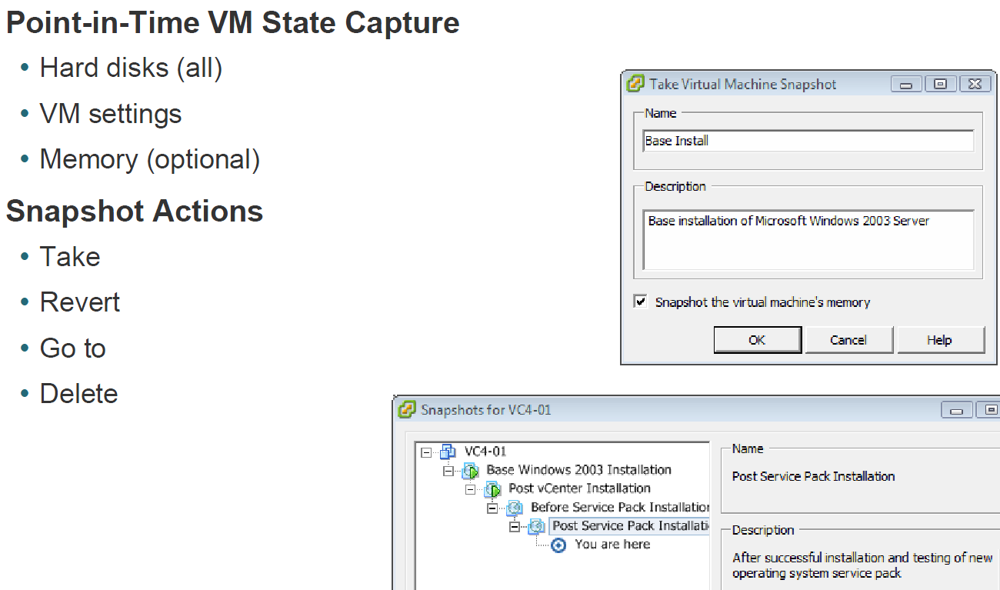 Point-in-Time VM State Capture
• Hard disks (all)
• VM settings
• Memory (optional)
Snapshot Actions
• Take
• Revert
• Go to
• Delete
Take Virtual Machine Snapshot
Name
Base Install
Description
Base installation of Microsoft Windows 2003 Server
Snapshot the virtual machine's memory
OK Cancel Help
Snapshots for VC4-01
VC4-01
Base Windows 2003 Installation
Post vCenter Installation
Before Service Pack Installation
Post Service Pack Installati
You are here
Name
Post Service Pack Installation
Description
After successful installation and testing of new
operating system service pack